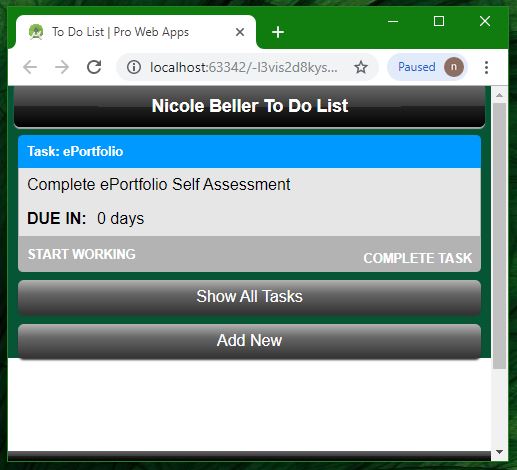 To Do List | Pro Web Apps
localhost:63342/-l3vis2d8kys...
Paused
n
Nicole Beller To Do List
Task: ePortfolio
Complete ePortfolio Self Assessment
DUE IN: 0 days
START WORKING
COMPLETE TASK
Show All Tasks
Add New